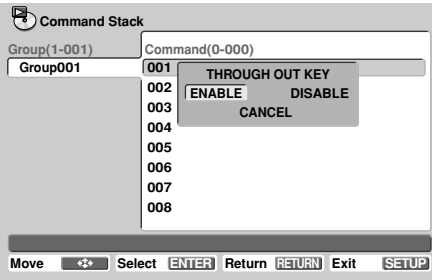 Command Stack
Group(1-001) Command(0-000)
Group001
001
THROUGH OUT KEY
002
ENABLE DISABLE
003
CANCEL
004
005
006
007
008
Move Select ENTER Return RETURN Exit SETUP